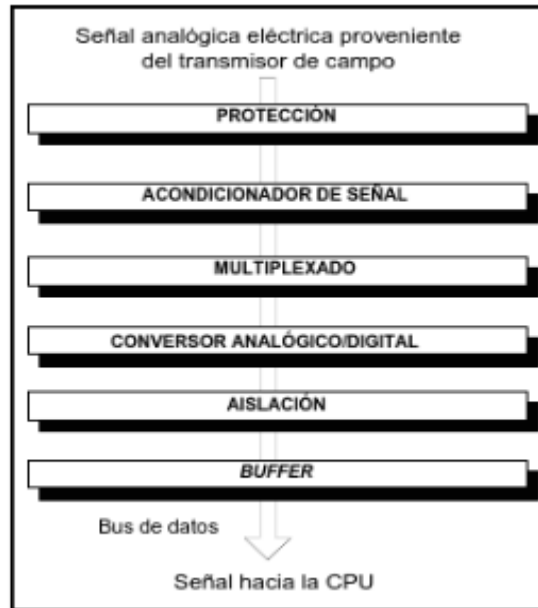 Señal analógica eléctrica proveniente
del transmisor de campo
PROTECCIÓN
ACONDICIONADOR DE SEÑAL
MULTIPLEXADO
CONVERSOR ANALÓGICO/DIGITAL
AISLACIÓN
BUFFER
Bus de datos
Señal hacia la CPU